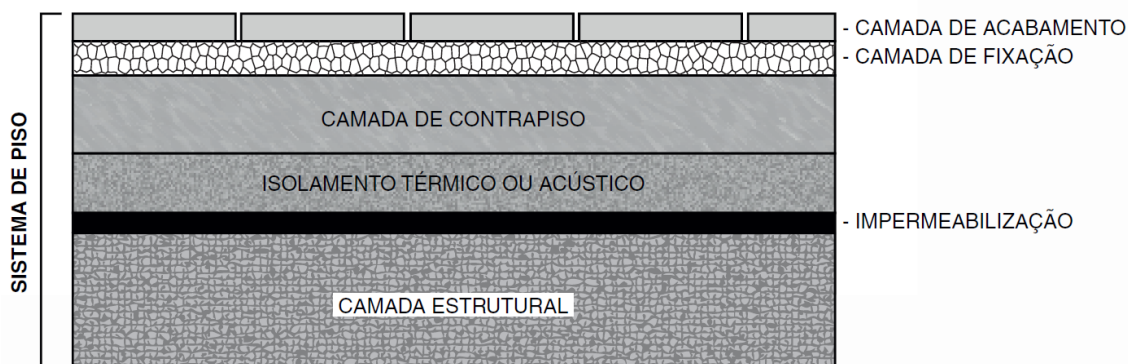 SISTEMA DE PISO
- CAMADA DE ACABAMENTO
- CAMADA DE FIXAÇÃO
CAMADA DE CONTRAPISO
ISOLAMENTO TÉRMICO OU ACÚSTICO
- IMPERMEABILIZAÇÃO
CAMADA ESTRUTURAL